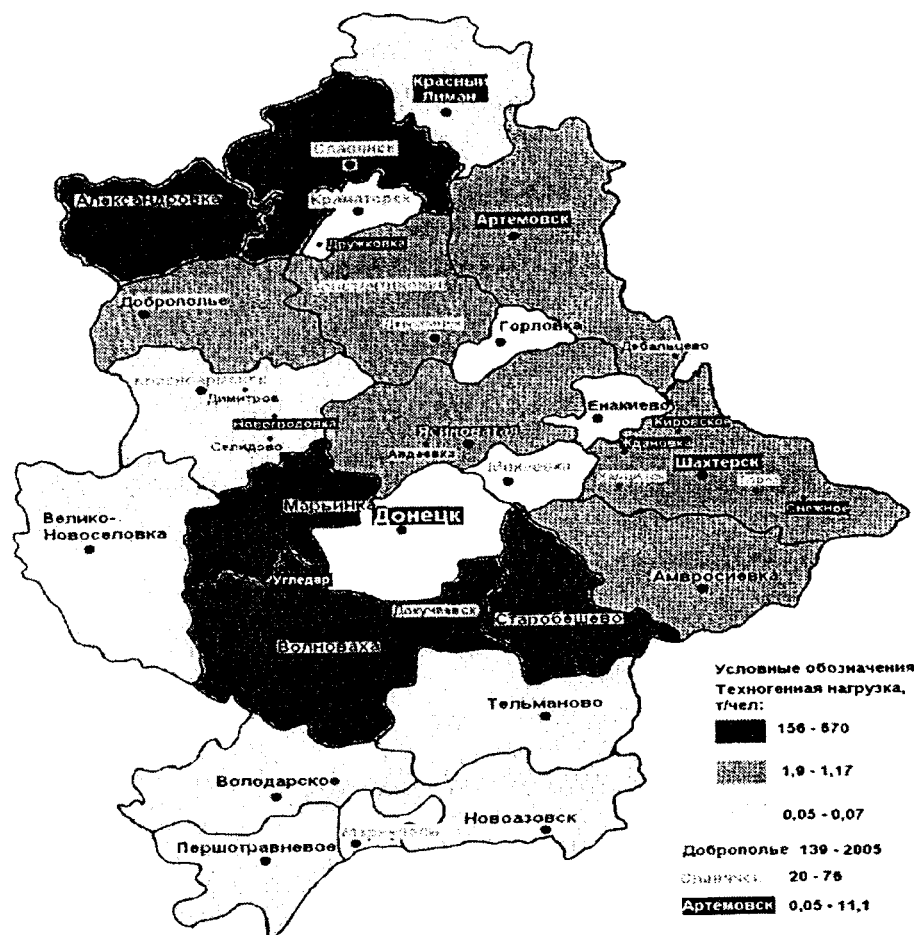 Красный
Лиман
Славянск
Александровка
Краматорск
Артемовск
Дружковка
Доброполье
Горловка
Дебальцево
Красноармейск
Димитров
Новогродовка
Селидово
Енакиево
Кировское
Ждановка
Ясиноватая
Авдеевка
Макеевка
Шахтерск
Снежное
Марьинка
Донецк
Велико-
Новоселовка
Угледар
Амвросиевка
Докучаевск
Старобешево
Волноваха
Тельманово
Володарское
Новоазовск
Першотравневое
Условные обозначения
Техногенная нагрузка,
т/чел:
156 - 670
1,9 - 1,17
0,05 - 0,07
Доброполье 139 - 2005
20 - 76
Артемовск 0,05 - 11,1